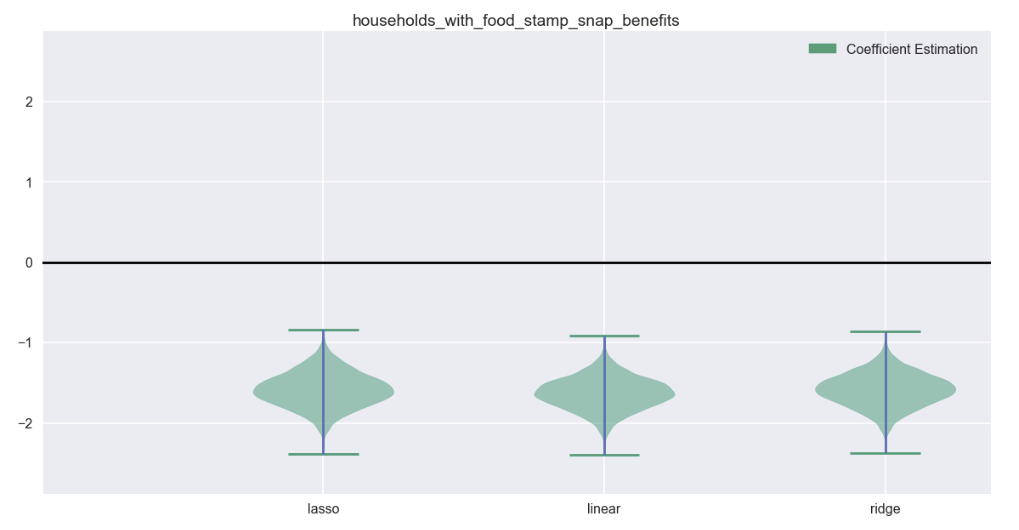 households_with_food_stamp_snap_benefits
Coefficient Estimation
2
1
0
−1
−2
lasso linear ridge